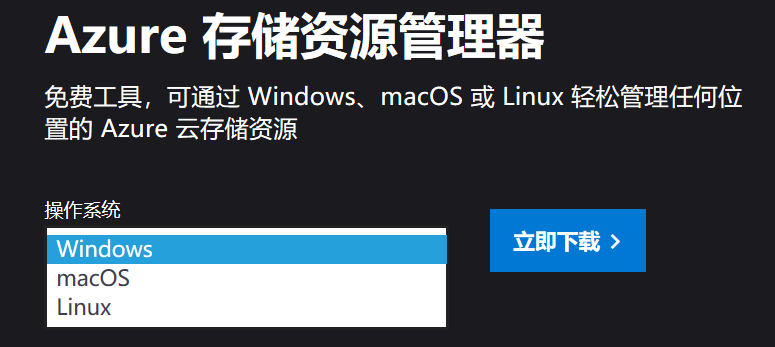 Azure 存储资源管理器
免费工具，可通过 Windows、macOS 或 Linux 轻松管理任何位
置的 Azure 云存储资源
操作系统
Windows
macOS
Linux
立即下载